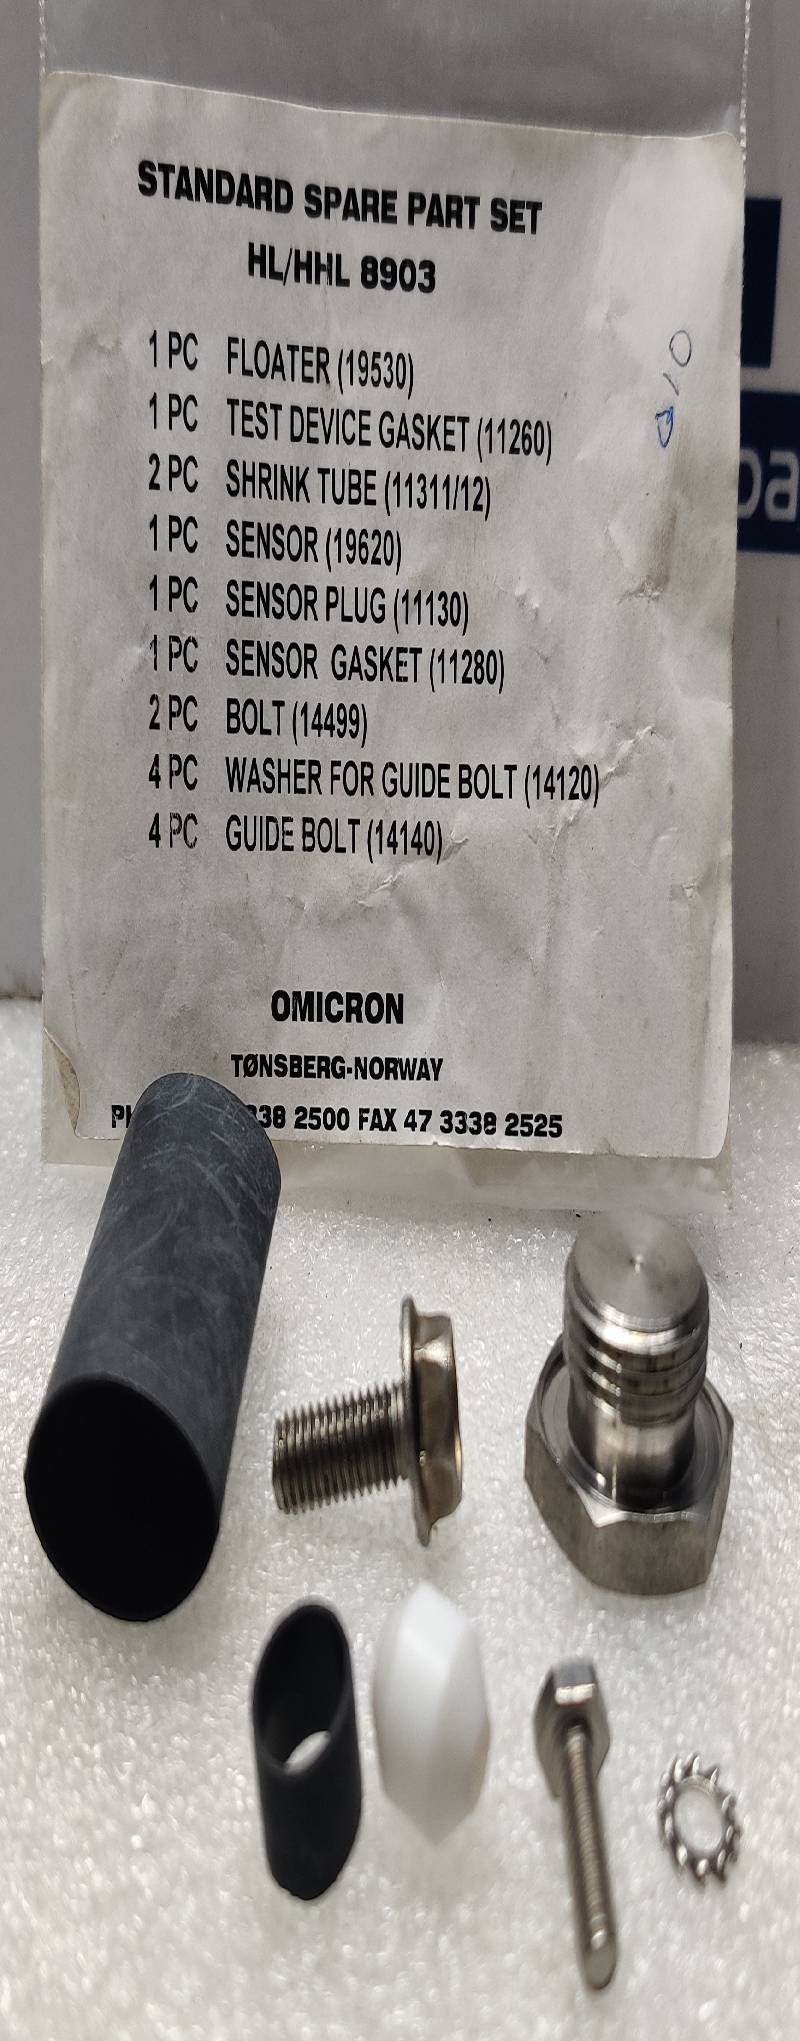 STANDARD SPARE PART SET
HL/HHL 8903
1 PC FLOATER (19530)
1 PC TEST DEVICE GASKET (11260)
2 PC SHRINK TUBE (11311/12)
1 PC SENSOR (19620)
1 PC SENSOR PLUG (11130)
1 PC SENSOR GASKET (11280)
2 PC BOLT (14499)
4 PC WASHER FOR GUIDE BOLT (14120)
4 PC GUIDE BOLT (14140)
OMICRON
TØNSBERG-NORWAY
2500 FAX 47 3338 2525